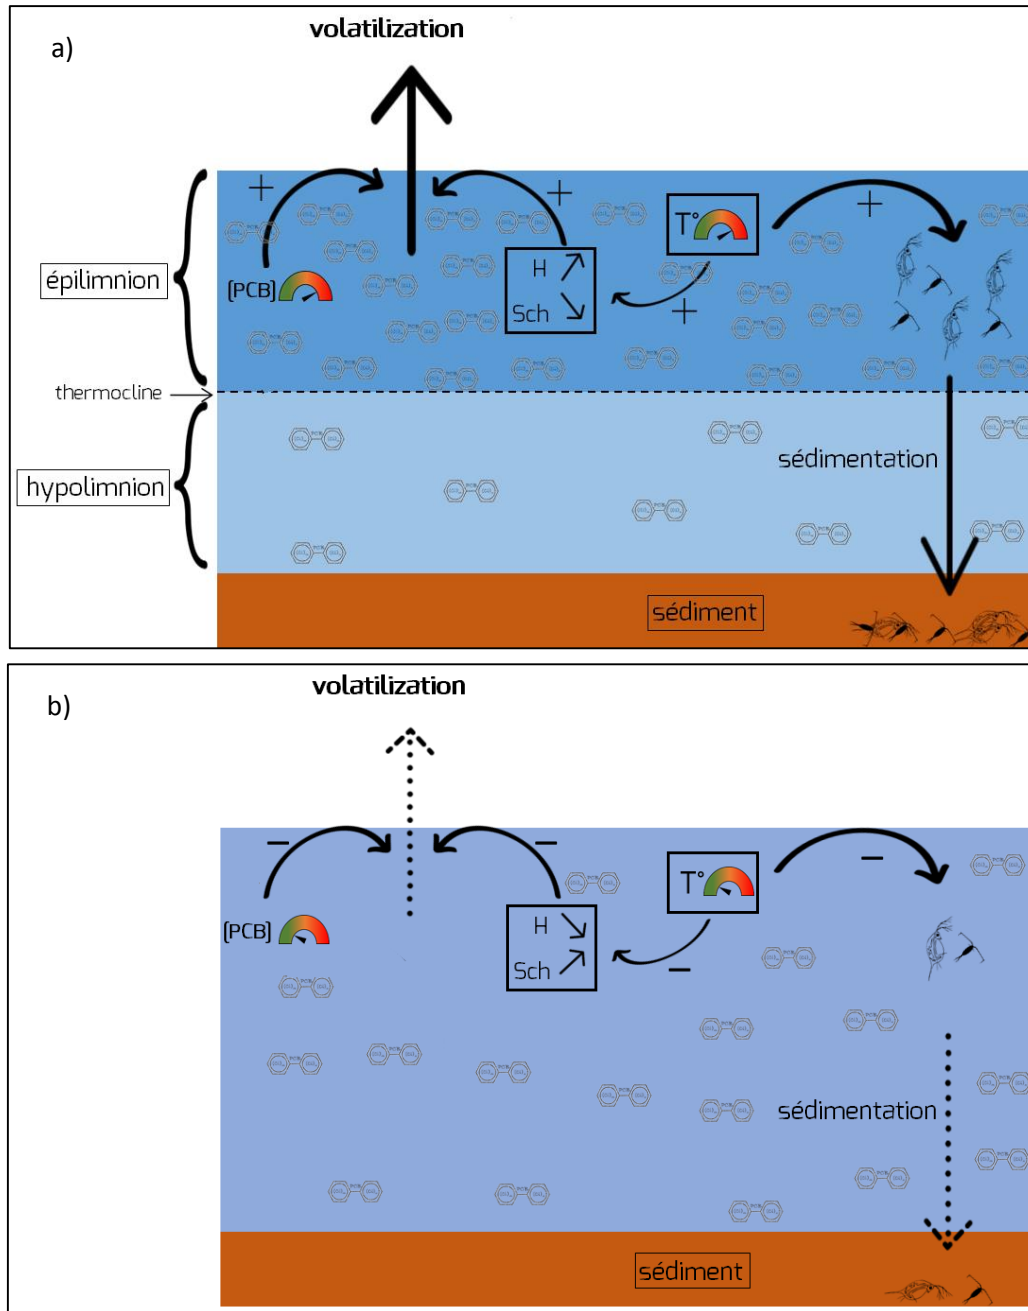 a)
volatilization
+
+
T°
+
épilimnion
[PCB]
H
Sch
+
thermocline
hypolimnion
sédimentation
sédiment
b)
volatilization
−
−
T°
−
[PCB]
H
Sch
−
sédimentation
sédiment